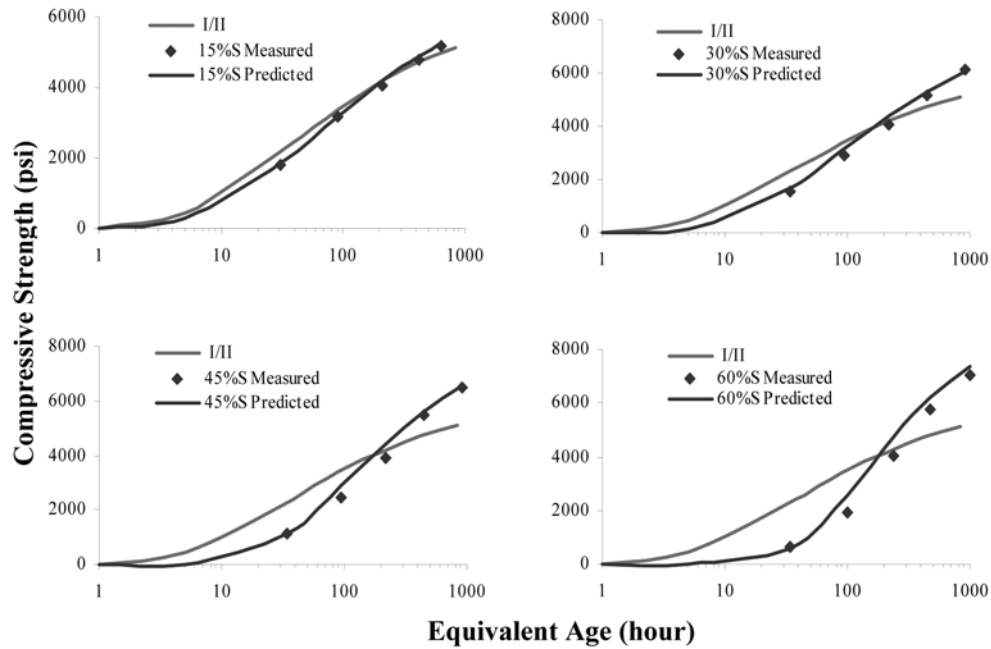 Compressive Strength (psi)
6000
4000
2000
0
I/II
15%S Measured
15%S Predicted
1 10 100 1000
8000
6000
4000
2000
0
I/II
30%S Measured
30%S Predicted
1 10 100 1000
8000
6000
4000
2000
0
I/II
45%S Measured
45%S Predicted
1 10 100 1000
8000
6000
4000
2000
0
I/II
60%S Measured
60%S Predicted
1 10 100 1000
Equivalent Age (hour)